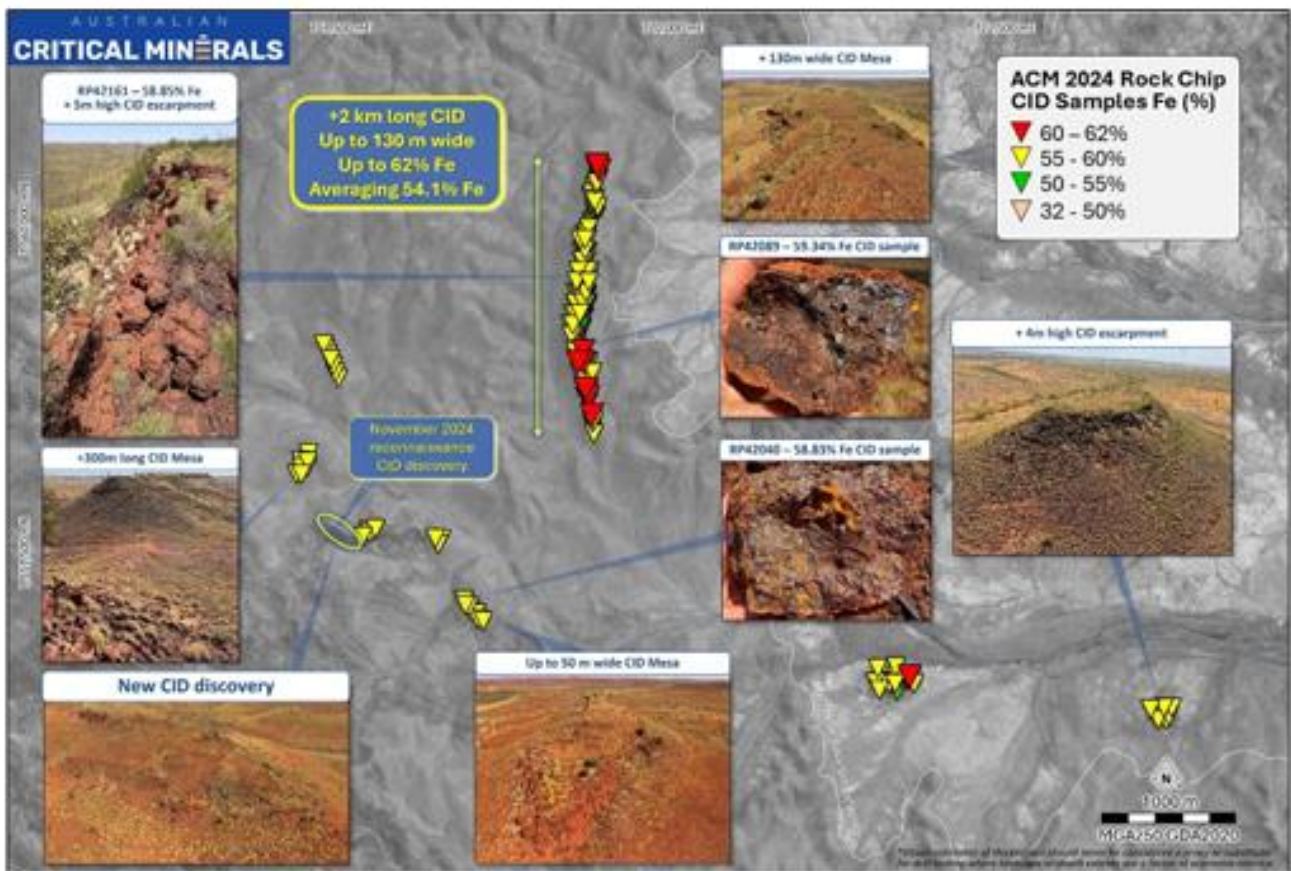 AUSTRALIAN
CRITICAL MINERALS
RP42161 – 58.85% Fe
+ 5m high CID escarpment
+2 km long CID
Up to 130 m wide
Up to 62% Fe
Averaging 54.1% Fe
+ 130m wide CID Mesa
ACM 2024 Rock Chip
CID Samples Fe (%)
60 – 62%
55 - 60%
50 - 55%
32 - 50%
RP42089 – 59.34% Fe CID sample
+ 4m high CID escarpment
November 2024
reconnaissance
CID discovery
+300m long CID Mesa
RP42040 – 58.83% Fe CID sample
New CID discovery
Up to 50 m wide CID Mesa
N
1000 m
MGA250 GDA2020